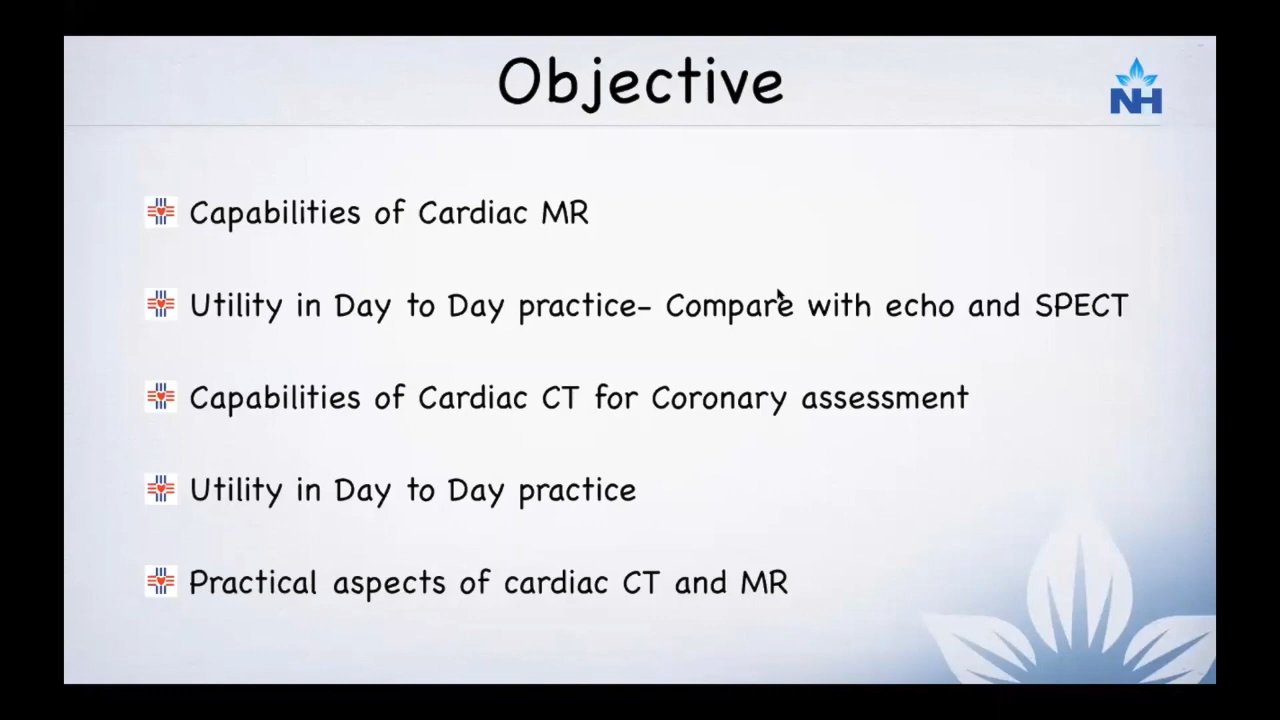 Objective
NH
Capabilities of Cardiac MR
Utility in Day to Day practice- Compare with echo and SPECT
Capabilities of Cardiac CT for Coronary assessment
Utility in Day to Day practice
Practical aspects of cardiac CT and MR